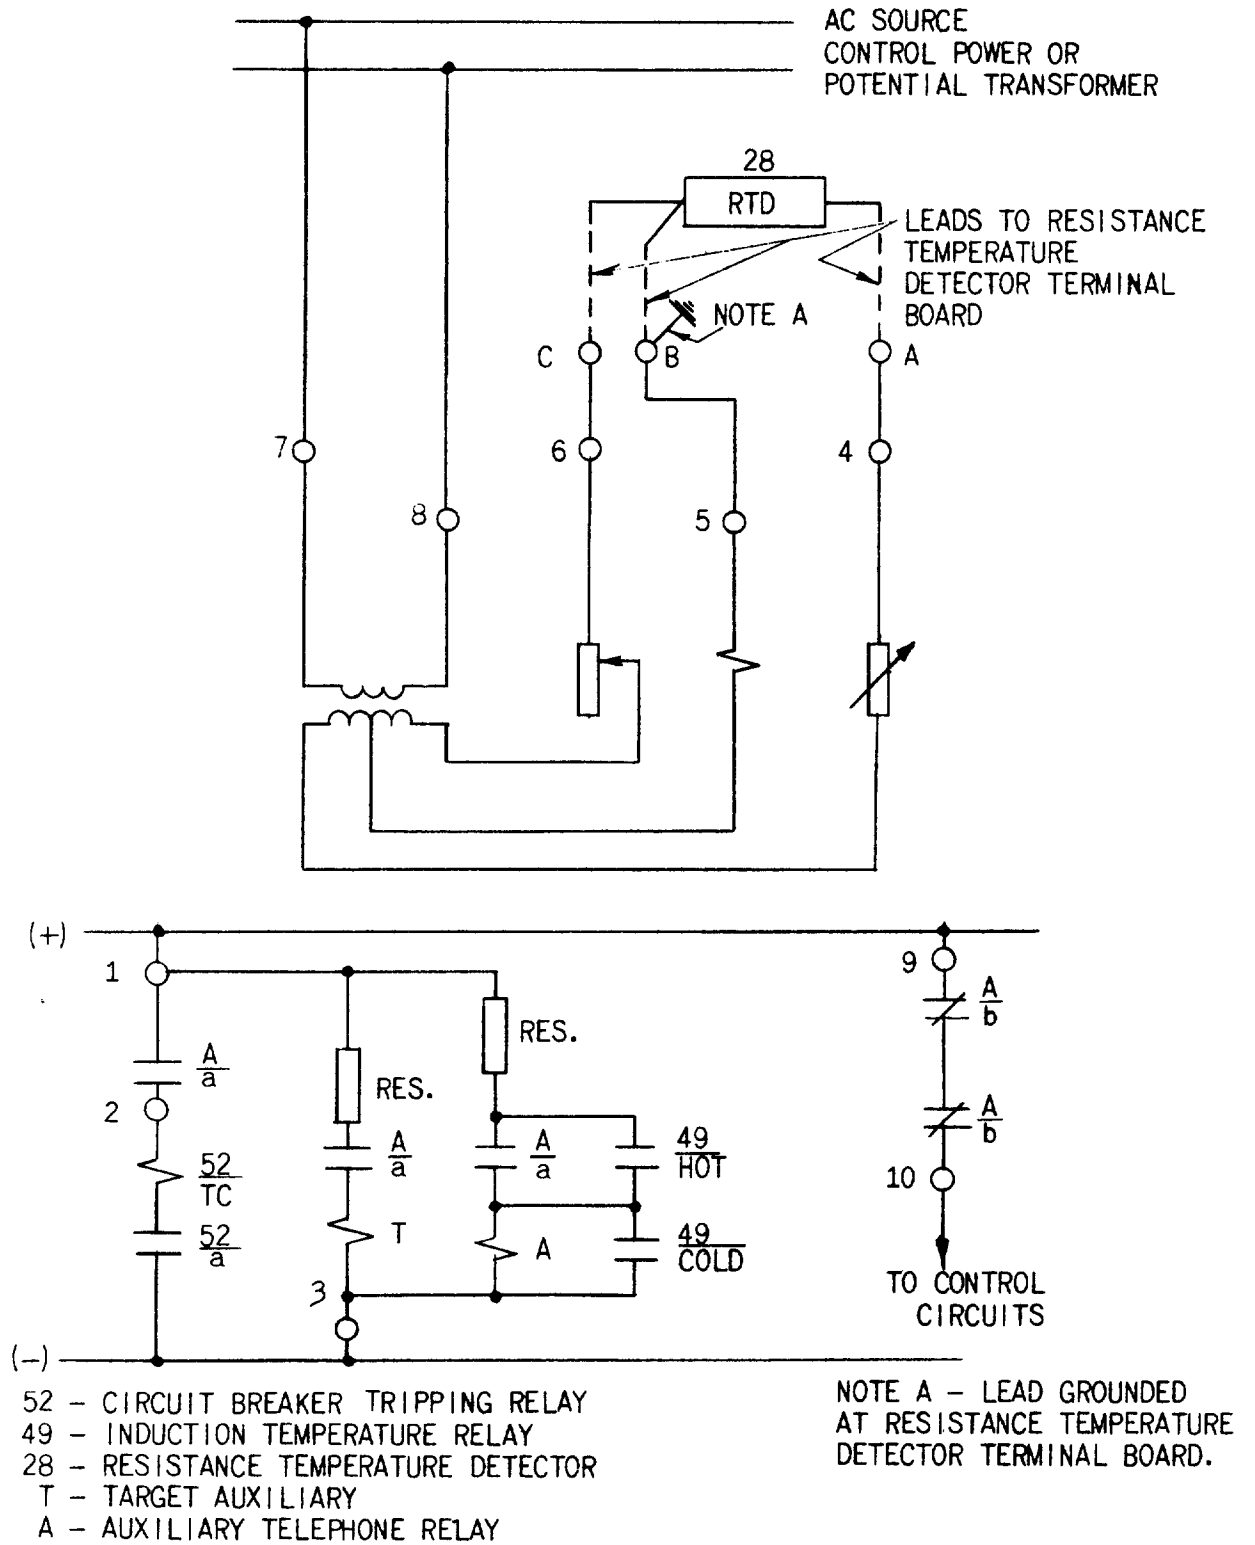 AC SOURCE
CONTROL POWER OR
POTENTIAL TRANSFORMER
28
RTD
LEADS TO RESISTANCE
TEMPERATURE
DETECTOR TERMINAL
BOARD
NOTE A
C
B
A
7
6
4
8
5
(+)
1
9
A
b
RES.
A
a
RES.
2
A
a
A
a
49
HOT
A
b
52
TC
10
52
a
T
A
49
COLD
3
TO CONTROL
CIRCUITS
(-)
52 - CIRCUIT BREAKER TRIPPING RELAY
49 - INDUCTION TEMPERATURE RELAY
28 - RESISTANCE TEMPERATURE DETECTOR
T - TARGET AUXILIARY
A - AUXILIARY TELEPHONE RELAY
NOTE A - LEAD GROUNDED
AT RESISTANCE TEMPERATURE
DETECTOR TERMINAL BOARD.